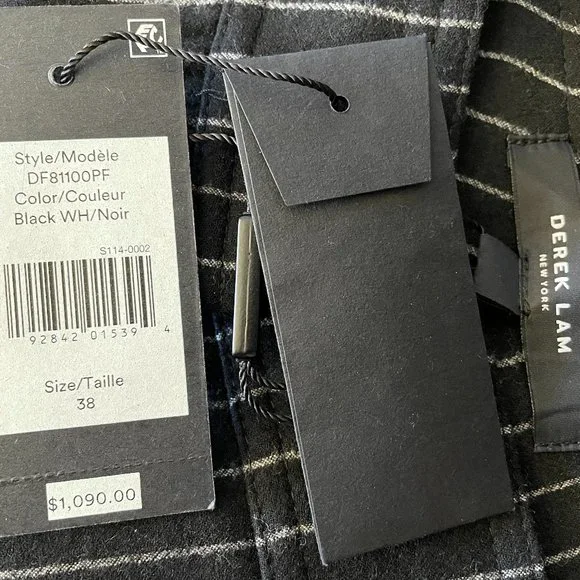 Style/Modèle
DF81100PF
Color/Couleur
Black WH/Noir
S114-0002
92842 01539 4
Size/Taille
38
$1,090.00
DEREK LAM
NEW YORK